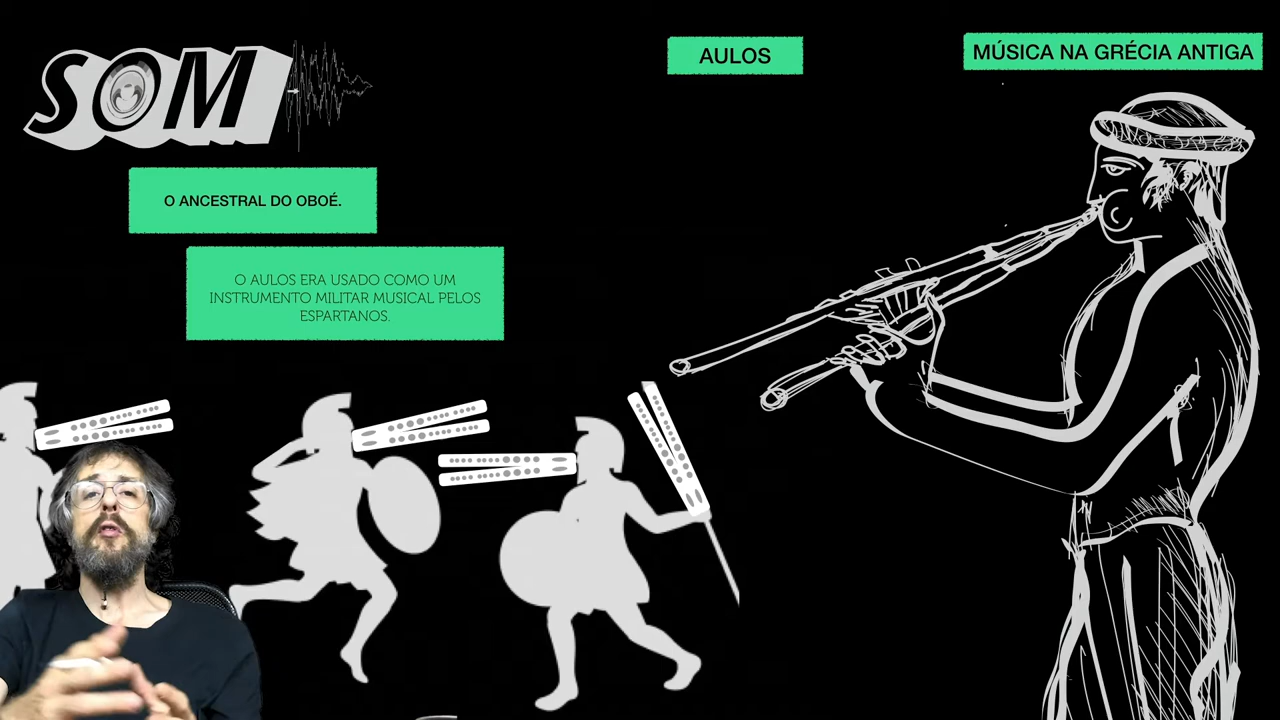 SOM
AULOS
MÚSICA NA GRÉCIA ANTIGA
O ANCESTRAL DO OBOÉ.
O AULOS ERA USADO COMO UM
INSTRUMENTO MILITAR MUSICAL PELOS
ESPARTANOS.